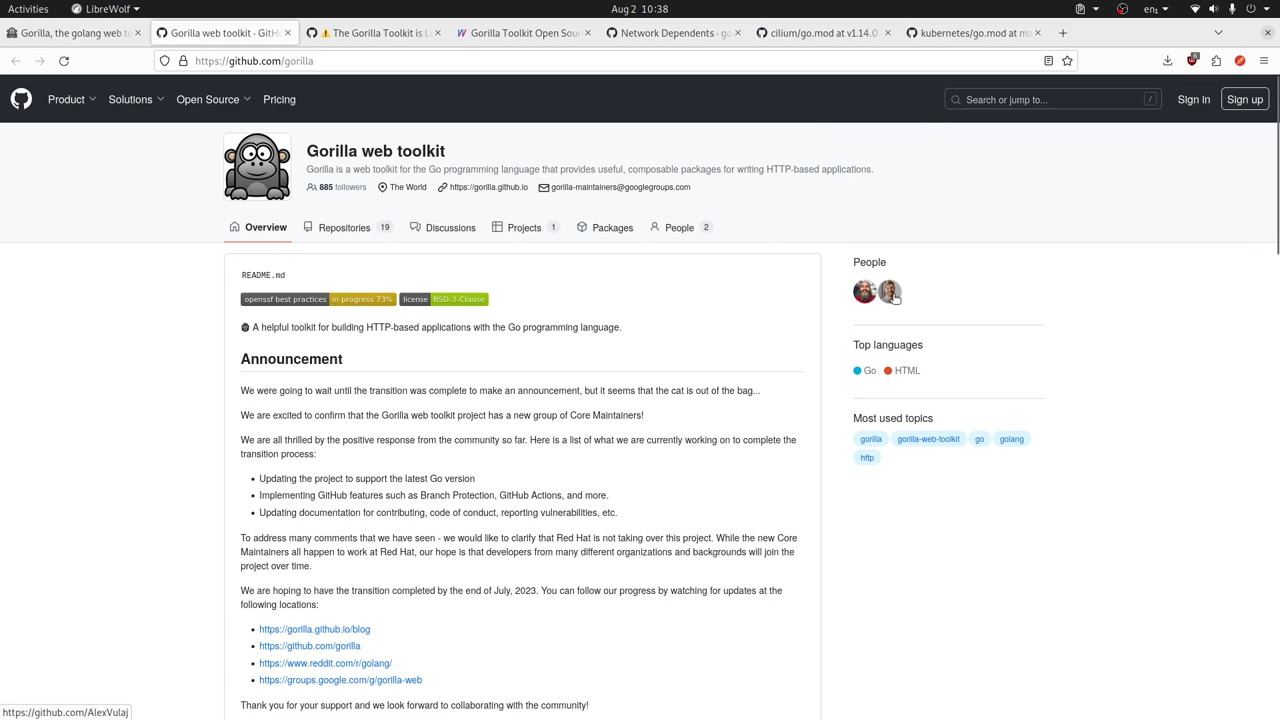 Activities
LibreWolf
Aug 2 10:38
en₁
Gorilla, the golang web to
Gorilla web toolkit · GitHu
⚠️ The Gorilla Toolkit is L
Gorilla Toolkit Open Sour
Network Dependents · go
cilium/go.mod at v1.14.0
kubernetes/go.mod at ma
https://github.com/gorilla
6
Product
Solutions
Open Source
Pricing
Search or jump to...
/
Sign in
Sign up
Gorilla web toolkit
Gorilla is a web toolkit for the Go programming language that provides useful, composable packages for writing HTTP-based applications.
885 followers
The World
https://gorilla.github.io
gorilla-maintainers@googlegroups.com
Overview
Repositories 19
Discussions
Projects 1
Packages
People 2
README.md
openssf best practices in progress 73%
license BSD-3-Clause
🦍 A helpful toolkit for building HTTP-based applications with the Go programming language.
Announcement
We were going to wait until the transition was complete to make an announcement, but it seems that the cat is out of the bag...
We are excited to confirm that the Gorilla web toolkit project has a new group of Core Maintainers!
We are all thrilled by the positive response from the community so far. Here is a list of what we are currently working on to complete the
transition process:
• Updating the project to support the latest Go version
• Implementing GitHub features such as Branch Protection, GitHub Actions, and more.
• Updating documentation for contributing, code of conduct, reporting vulnerabilities, etc.
To address many comments that we have seen - we would like to clarify that Red Hat is not taking over this project. While the new Core
Maintainers all happen to work at Red Hat, our hope is that developers from many different organizations and backgrounds will join the
project over time.
We are hoping to have the transition completed by the end of July, 2023. You can follow our progress by watching for updates at the
following locations:
• https://gorilla.github.io/blog
• https://github.com/gorilla
• https://www.reddit.com/r/golang/
• https://groups.google.com/g/gorilla-web
Thank you for your support and we look forward to collaborating with the community!
People
Top languages
Go
HTML
Most used topics
gorilla
gorilla-web-toolkit
go
golang
http
https://github.com/AlexVulaj